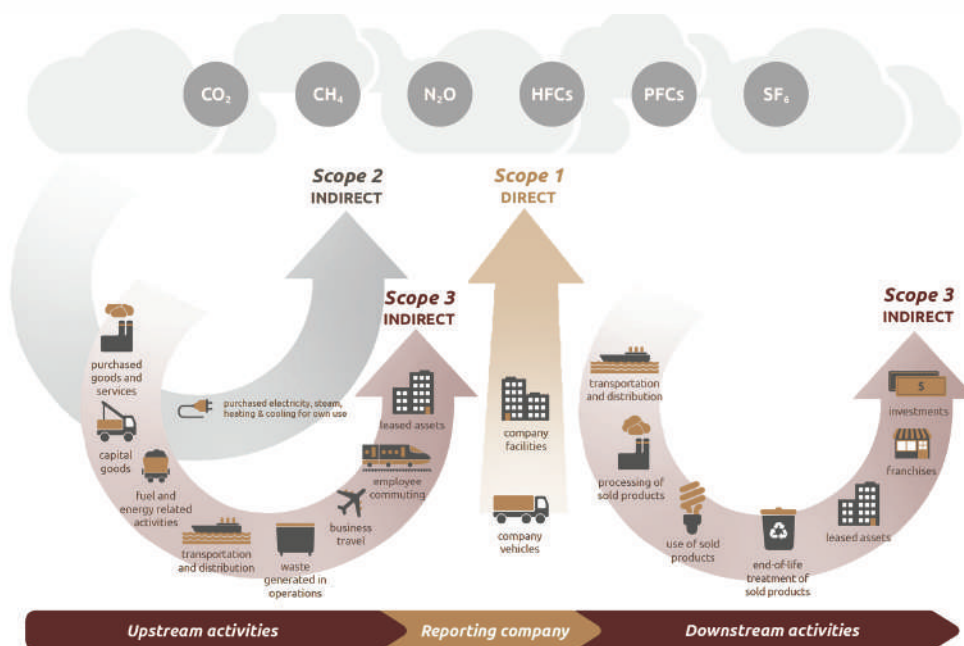 CO₂
CH₄
N₂O
HFCs
PFCs
SF₆
Scope 2
INDIRECT
Scope 1
DIRECT
Scope 3
INDIRECT
Scope 3
INDIRECT
purchased
goods and
services
capital
goods
fuel and
energy related
activities
transportation
and distribution
waste
generated in
operations
business
travel
employee
commuting
leased assets
purchased electricity, steam,
heating & cooling for own use
company
facilities
company
vehicles
transportation
and distribution
processing of
sold products
use of sold
products
end-of-life
treatment of
sold products
leased assets
franchises
$
investments
Upstream activities
Reporting company
Downstream activities